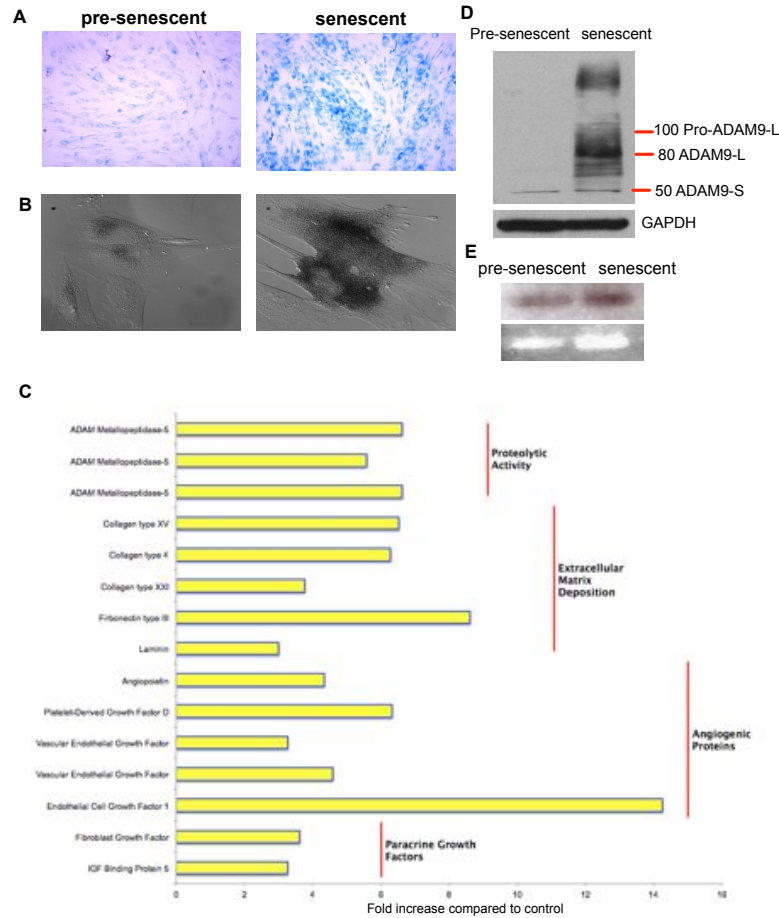 A
pre-senescent
senescent
B
D
Pre-senescent senescent
100 Pro-ADAM9-L
80 ADAM9-L
50 ADAM9-S
GAPDH
E
pre-senescent senescent
C
ADAM Metallopeptidase-5
ADAM Metallopeptidase-5
ADAM Metallopeptidase-5
Collagen type XV
Collagen type 4
Collagen type XXI
Firbonectin type III
Laminin
Angiopoietin
Platelet-Derived Growth Factor D
Vascular Endothelial Growth Factor
Vascular Endothelial Growth Factor
Endothelial Cell Growth Factor 1
Fibroblast Growth Factor
IGF Binding Protein 5
Proteolytic
Activity
Extracellular
Matrix
Deposition
Angiogenic
Proteins
Paracrine Growth
Factors
0 2 4 6 8 10 12 14 16
Fold increase compared to control